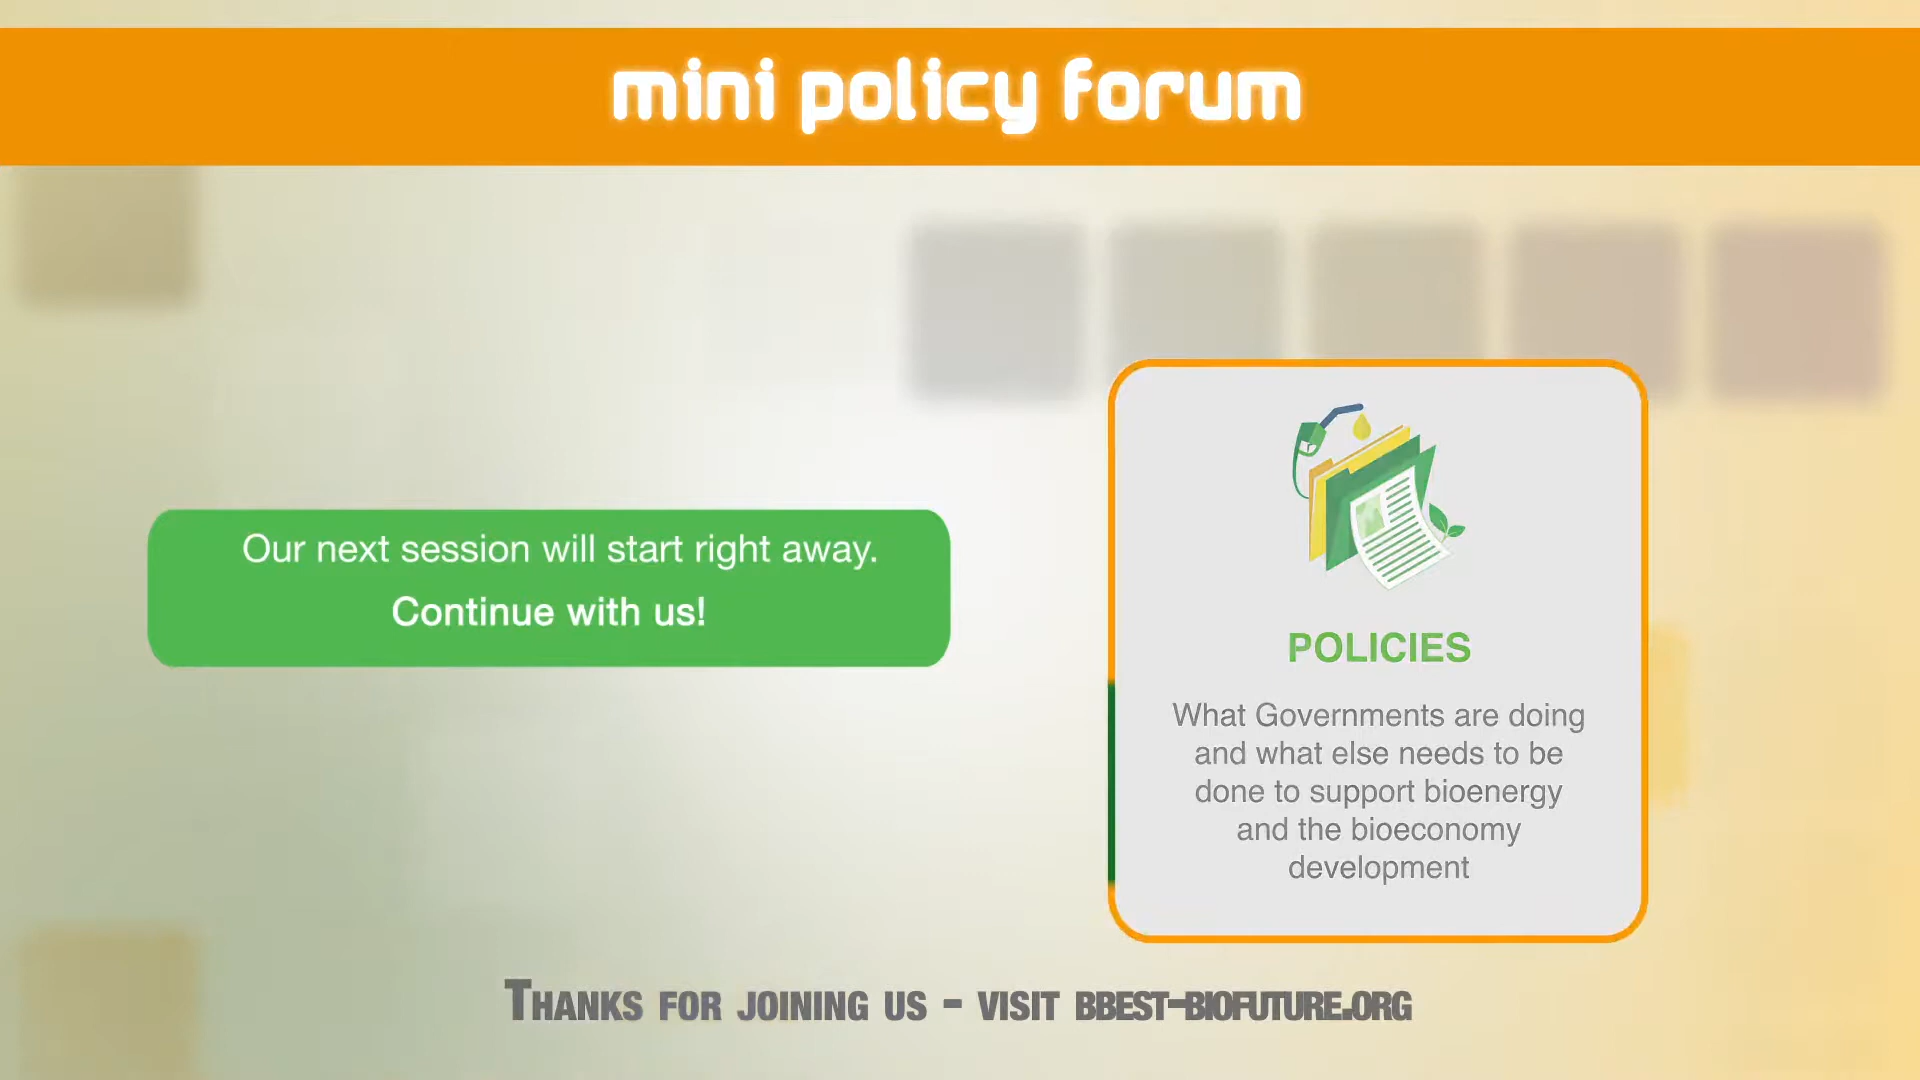 mini policy forum
Our next session will start right away.
Continue with us!
POLICIES
What Governments are doing
and what else needs to be
done to support bioenergy
and the bioeconomy
development
Thanks for joining us - visit bbest-biofuture.org